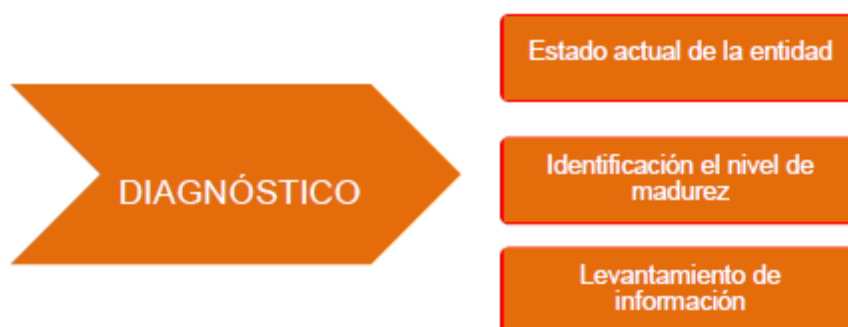 DIAGNÓSTICO
Estado actual de la entidad
Identificación el nivel de
madurez
Levantamiento de
información